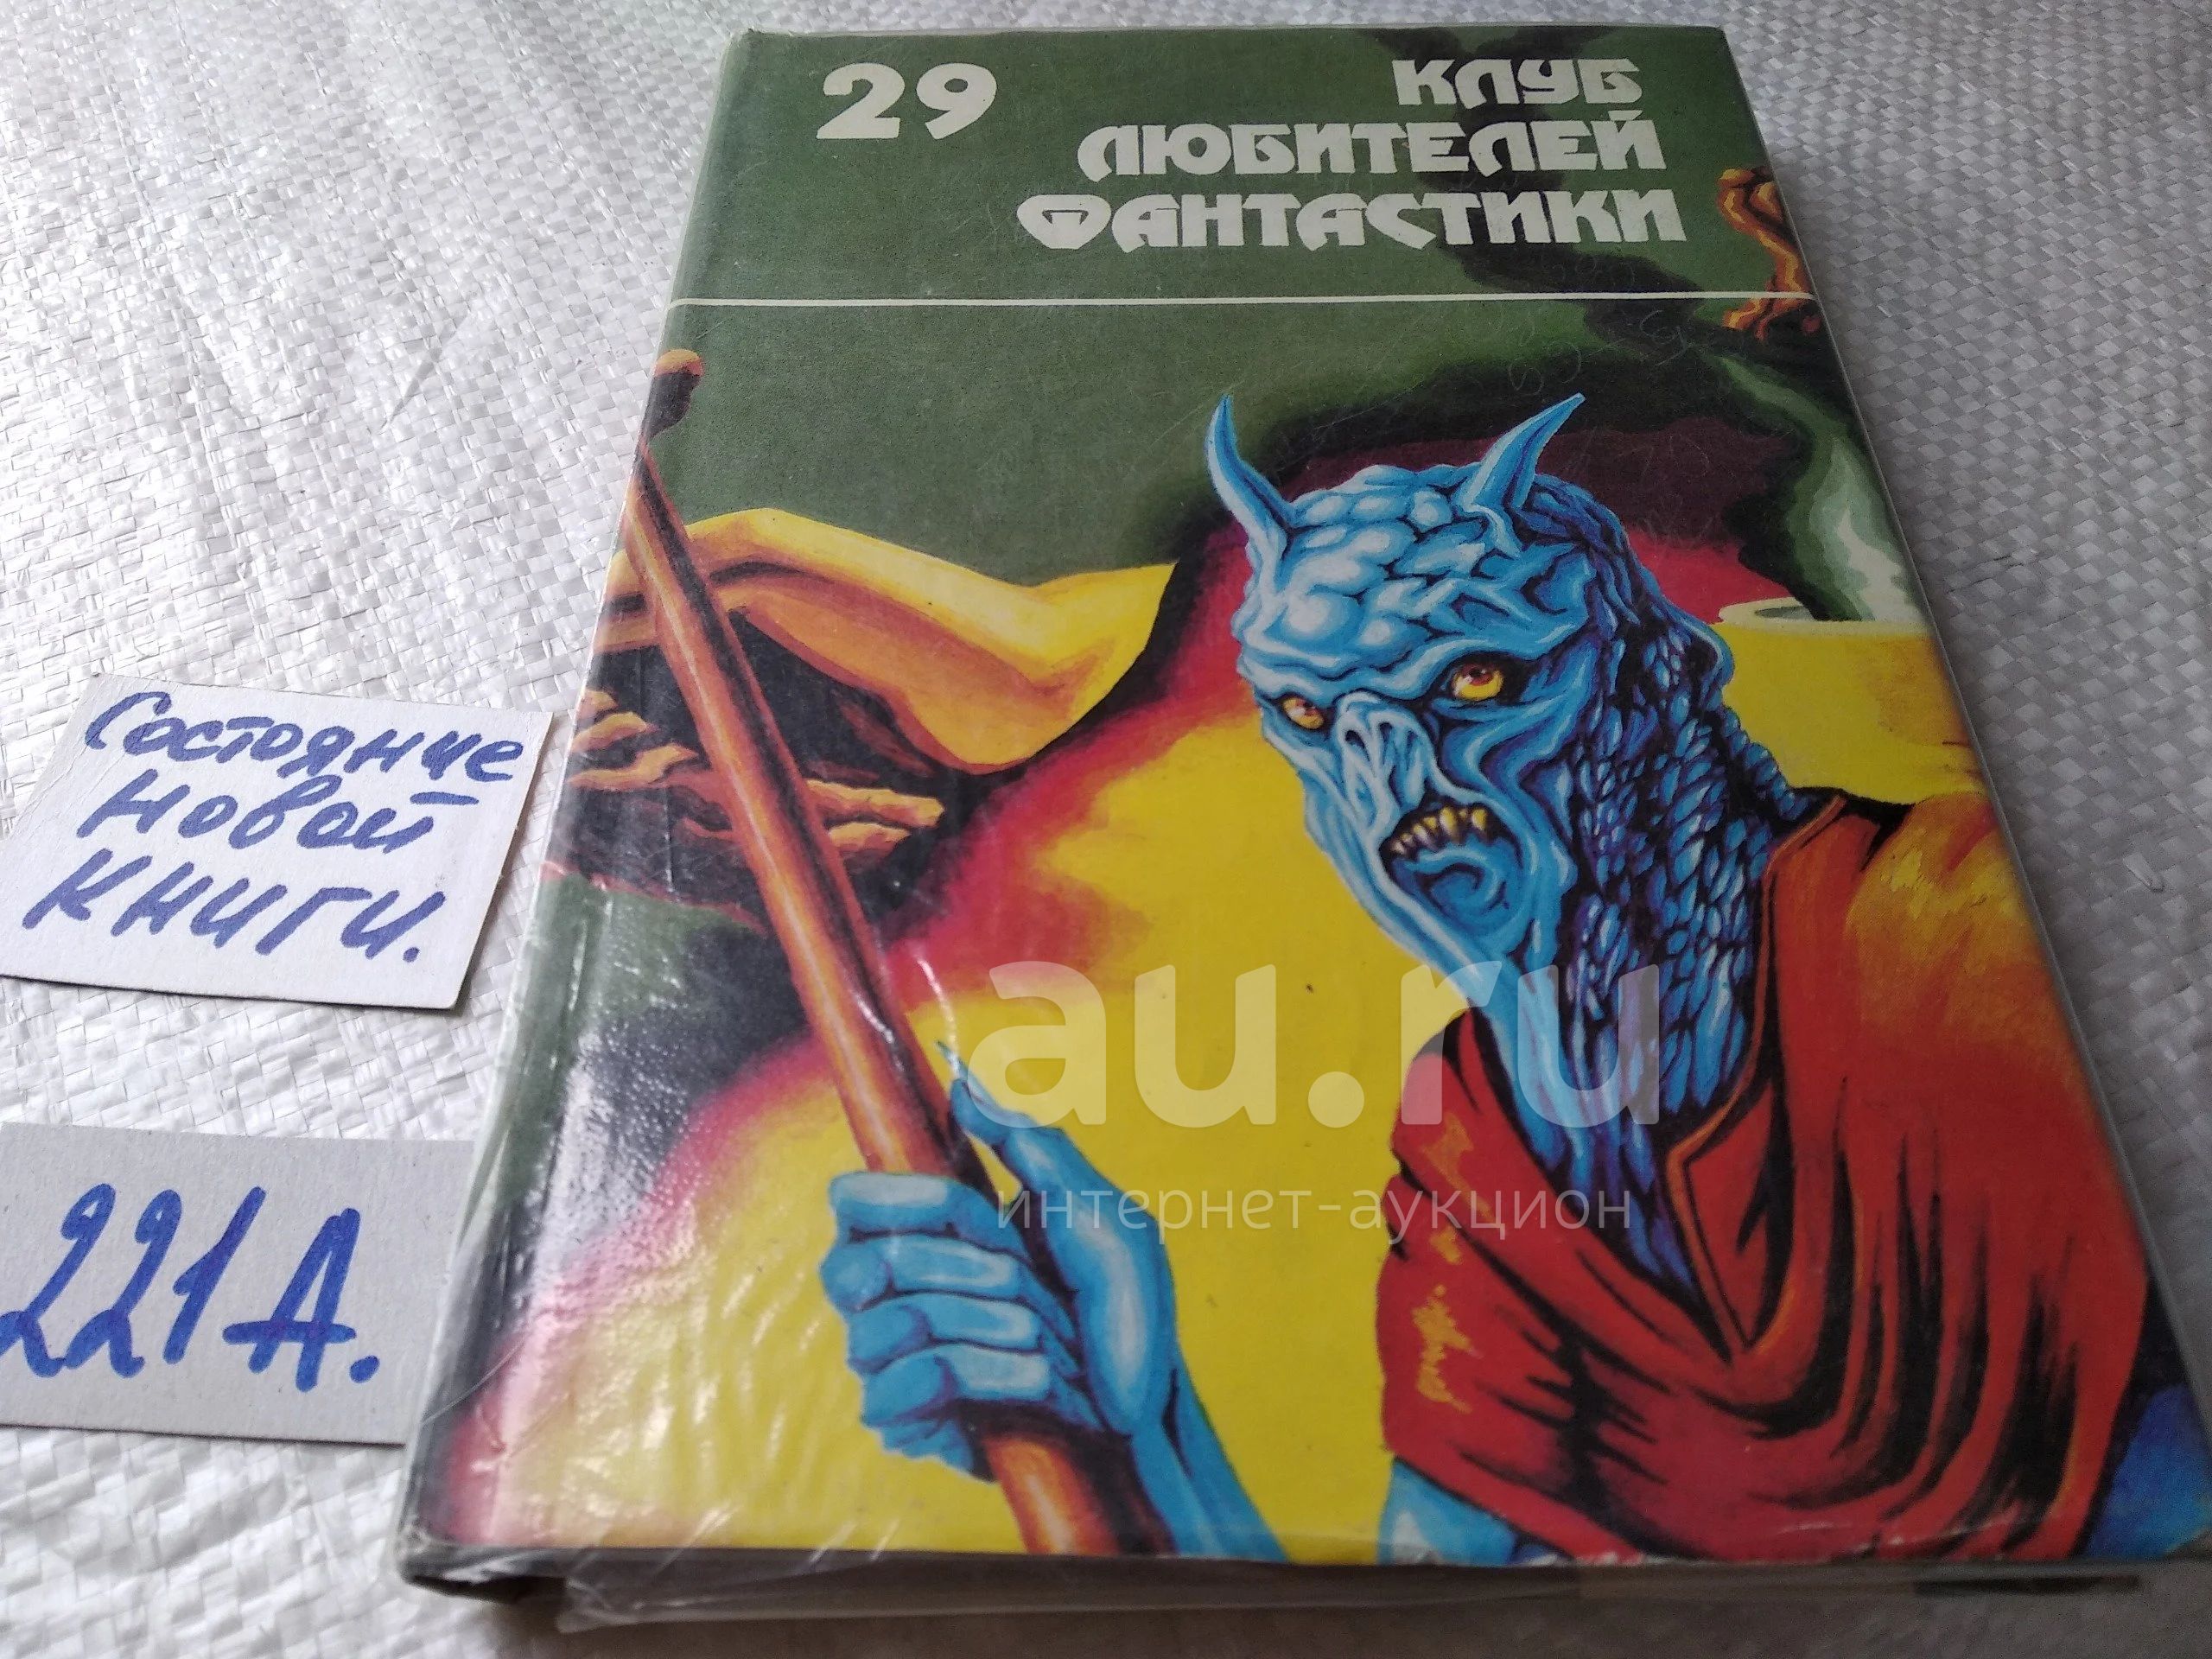 29
КЛУБ
ЛЮБИТЕЛЕЙ
ФАНТАСТИКИ
Состояние
новой
книги.
221А.
au.ru
интернет-аукцион